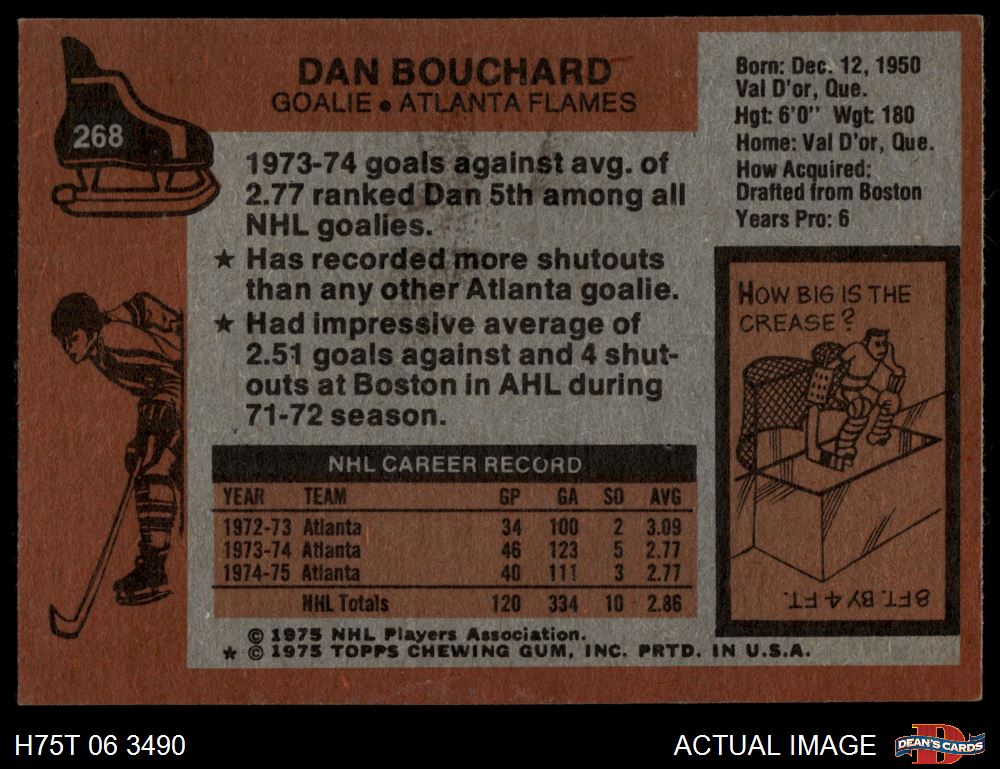 268
DAN BOUCHARD
GOALIE • ATLANTA FLAMES
Born: Dec. 12, 1950
Val D'or, Que.
Hgt: 6'0" Wgt: 180
Home: Val D'or, Que.
How Acquired:
Drafted from Boston
Years Pro: 6
1973-74 goals against avg. of
2.77 ranked Dan 5th among all
NHL goalies.
★ Has recorded more shutouts
than any other Atlanta goalie.
★ Had impressive average of
2.51 goals against and 4 shut-
outs at Boston in AHL during
71-72 season.
HOW BIG IS THE
CREASE?
8 FT. BY 4 FT.
NHL CAREER RECORD
YEAR TEAM GP GA SO AVG
1972-73 Atlanta 34 100 2 3.09
1973-74 Atlanta 46 123 5 2.77
1974-75 Atlanta 40 111 3 2.77
NHL Totals 120 334 10 2.86
© 1975 NHL Players Association.
★ © 1975 TOPPS CHEWING GUM, INC. PRTD. IN U.S.A.
H75T 06 3490
ACTUAL IMAGE
DEAN'S CARDS